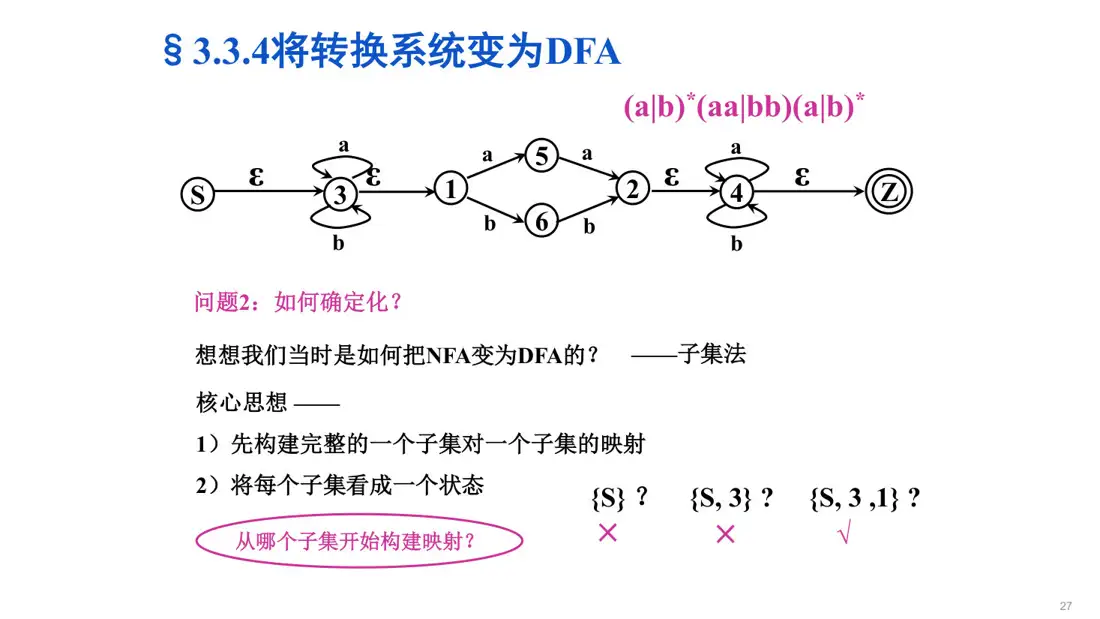 §3.3.4将转换系统变为DFA
(a|b)*(aa|bb)(a|b)*
a a
a 5 a
S ε 3 ε 1 2 ε 4 ε Z
b 6 b
b b
问题2：如何确定化？
想想我们当时是如何把NFA变为DFA的？ ——子集法
核心思想 ——
1）先构建完整的一个子集对一个子集的映射
2）将每个子集看成一个状态
{S} ？ {S, 3} ? {S, 3 ,1} ?
× × √
从哪个子集开始构建映射？
27